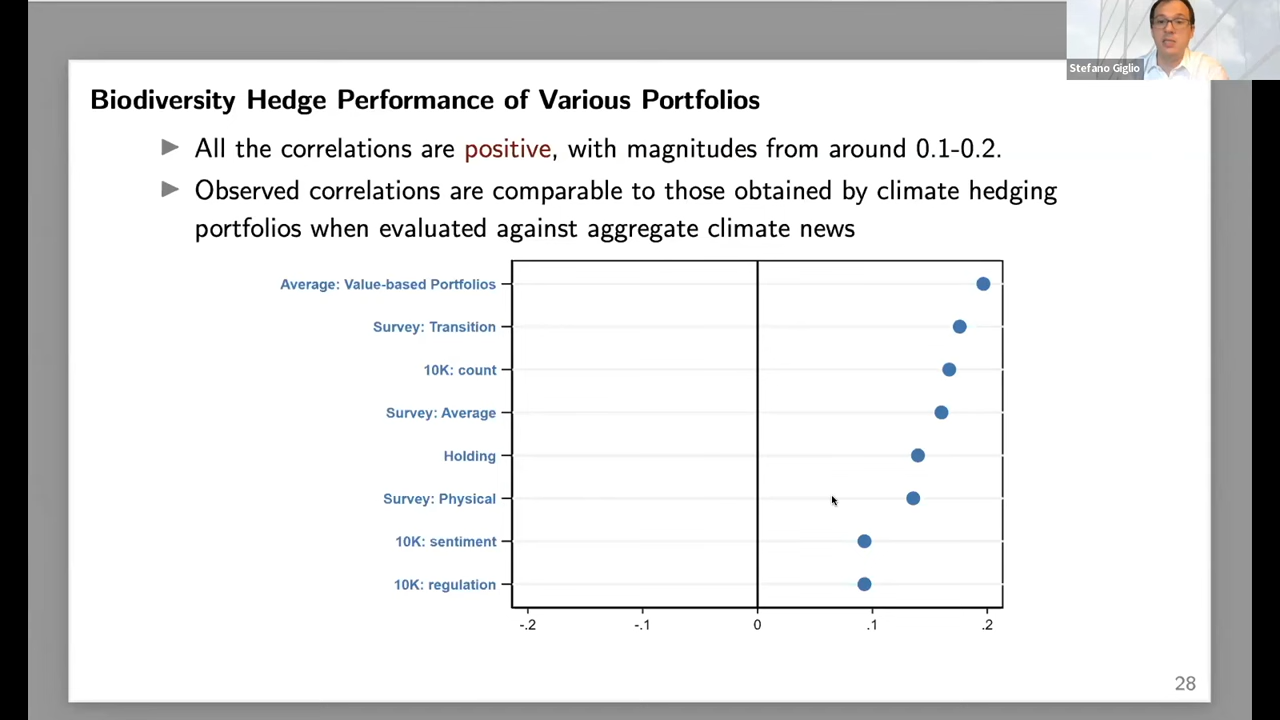 Stefano Giglio
Biodiversity Hedge Performance of Various Portfolios
All the correlations are positive, with magnitudes from around 0.1-0.2.
Observed correlations are comparable to those obtained by climate hedging
portfolios when evaluated against aggregate climate news
Average: Value-based Portfolios
Survey: Transition
10K: count
Survey: Average
Holding
Survey: Physical
10K: sentiment
10K: regulation
-.2 -.1 0 .1 .2
28